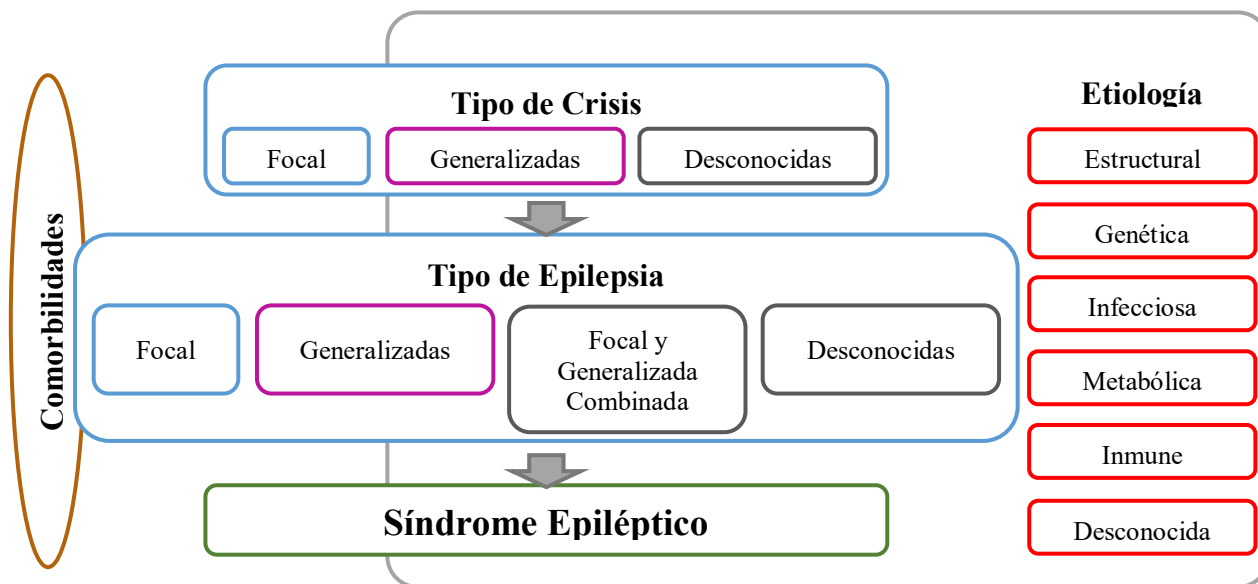 Comorbilidades
Tipo de Crisis
Focal
Generalizadas
Desconocidas
Tipo de Epilepsia
Focal
Generalizadas
Focal y
Generalizada
Combinada
Desconocidas
Síndrome Epiléptico
Etiología
Estructural
Genética
Infecciosa
Metabólica
Inmune
Desconocida